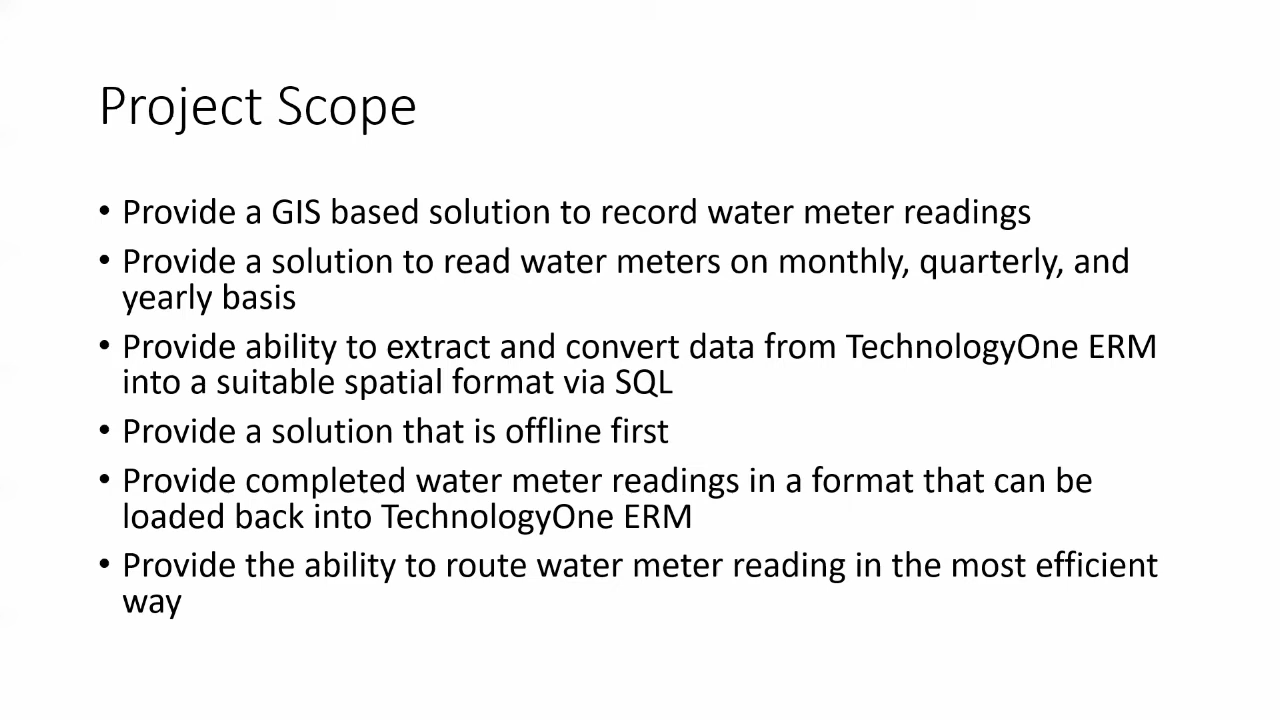 Project Scope
• Provide a GIS based solution to record water meter readings
• Provide a solution to read water meters on monthly, quarterly, and
yearly basis
• Provide ability to extract and convert data from TechnologyOne ERM
into a suitable spatial format via SQL
• Provide a solution that is offline first
• Provide completed water meter readings in a format that can be
loaded back into TechnologyOne ERM
• Provide the ability to route water meter reading in the most efficient
way